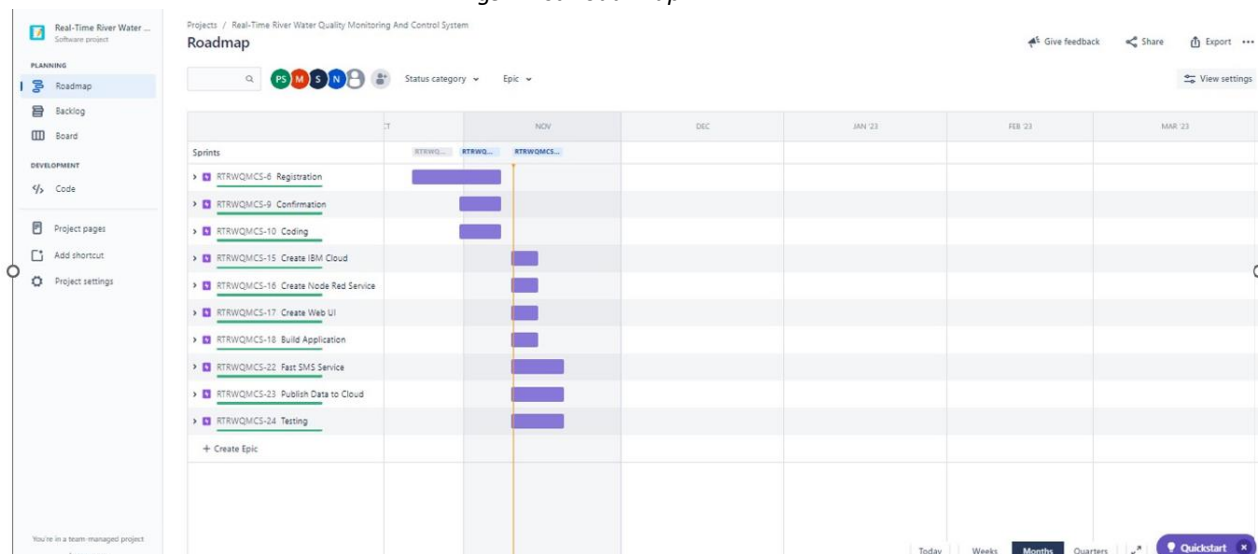 Real-Time River Water ...
Software project
PLANNING
Roadmap
Backlog
Board
DEVELOPMENT
Code
Project pages
Add shortcut
Project settings
You're in a team-managed project
Projects / Real-Time River Water Quality Monitoring And Control System
Roadmap
Give feedback
Share
Export
PS M S N
Status category
Epic
View settings
NOV DEC JAN '23 FEB '23 MAR '23
Sprints
RTRWQ... RTRWQ... RTRWQMCS...
RTRWQMCS-6 Registration
RTRWQMCS-9 Confirmation
RTRWQMCS-10 Coding
RTRWQMCS-15 Create IBM Cloud
RTRWQMCS-16 Create Node Red Service
RTRWQMCS-17 Create Web UI
RTRWQMCS-18 Build Application
RTRWQMCS-22 Fast SMS Service
RTRWQMCS-23 Publish Data to Cloud
RTRWQMCS-24 Testing
+ Create Epic
Today Weeks Months Quarters
Quickstart